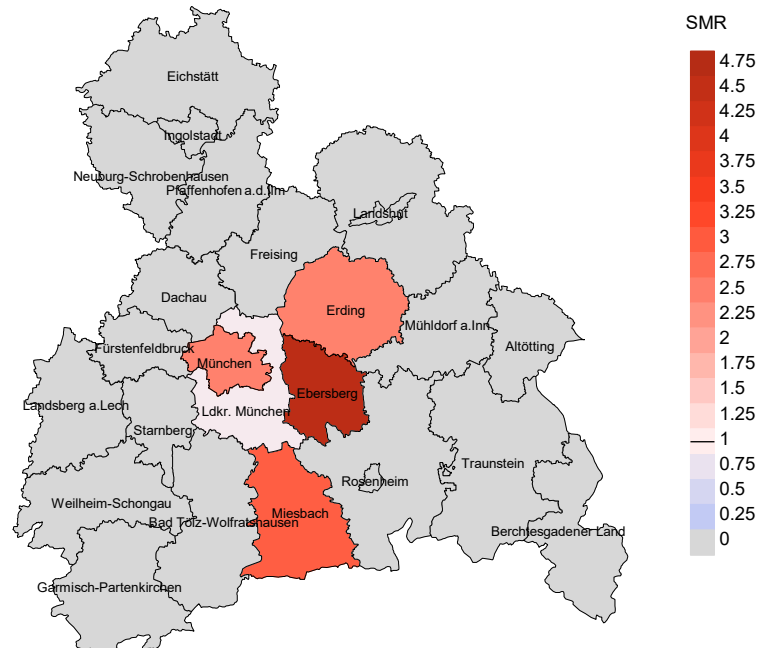 SMR
4.75
4.5
4.25
4
3.75
3.5
3.25
3
2.75
2.5
2.25
2
1.75
1.5
1.25
1
0.75
0.5
0.25
0
Eichstätt
Ingolstadt
Neuburg-Schrobenhausen
Pfaffenhofen a.d.Ilm
Landshut
Freising
Dachau
Erding
Mühldorf a.Inn
Altötting
Fürstenfeldbruck
München
Ebersberg
Landsberg a.Lech
Ldkr. München
Starnberg
Traunstein
Rosenheim
Weilheim-Schongau
Miesbach
Bad Tölz-Wolfratshausen
Berchtesgadener Land
Garmisch-Partenkirchen